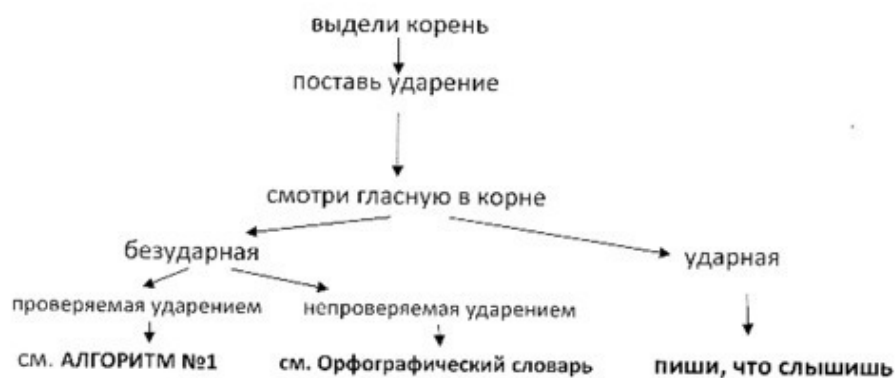 выдели корень
поставь ударение
смотри гласную в корне
безударная
ударная
проверяемая ударением
непроверяемая ударением
см. АЛГОРИТМ №1
см. Орфографический словарь
пиши, что слышишь